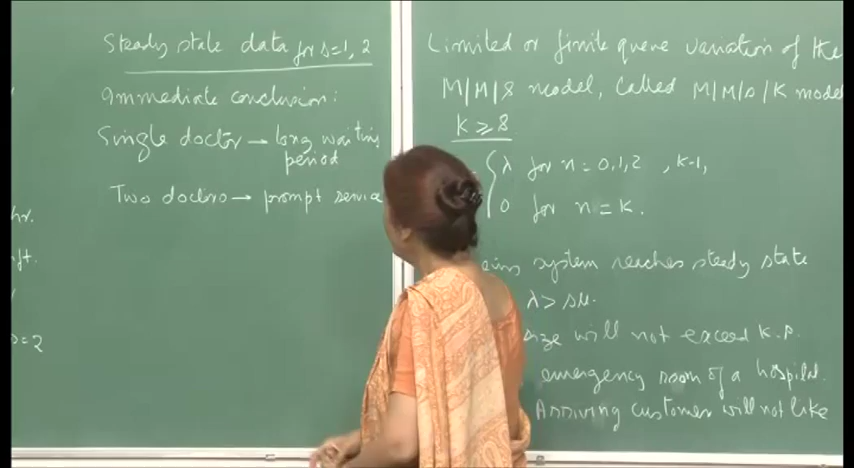 hr.
ft.
s=2
Steady state data for s=1, 2
Immediate conclusion:
Single doctor → long waiting
period
Two doctors → prompt service
Limited or finite queue variation of the
M/M/s model, called M/M/s/K model
K ≥ s
λ for n = 0,1,2 , K-1,
0 for n = K.
system reaches steady state
λ > sμ.
size will not exceed K-s.
emergency room of a hospital.
Arriving customer will not like